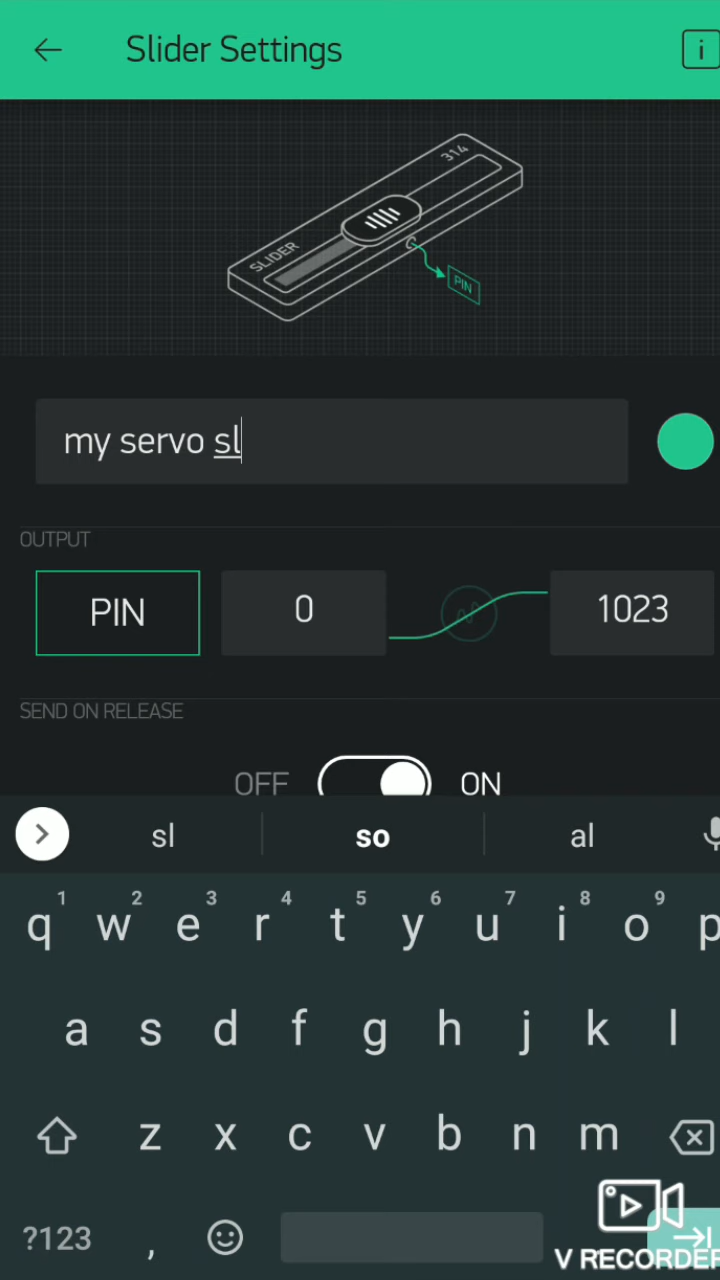 Slider Settings i
314
SLIDER
PIN
my servo sl
OUTPUT
PIN 0 1023
SEND ON RELEASE
OFF ON
sl so al
1 2 3 4 5 6 7 8 9
q w e r t y u i o p
a s d f g h j k l
z x c v b n m
?123 ,
V RECORDER